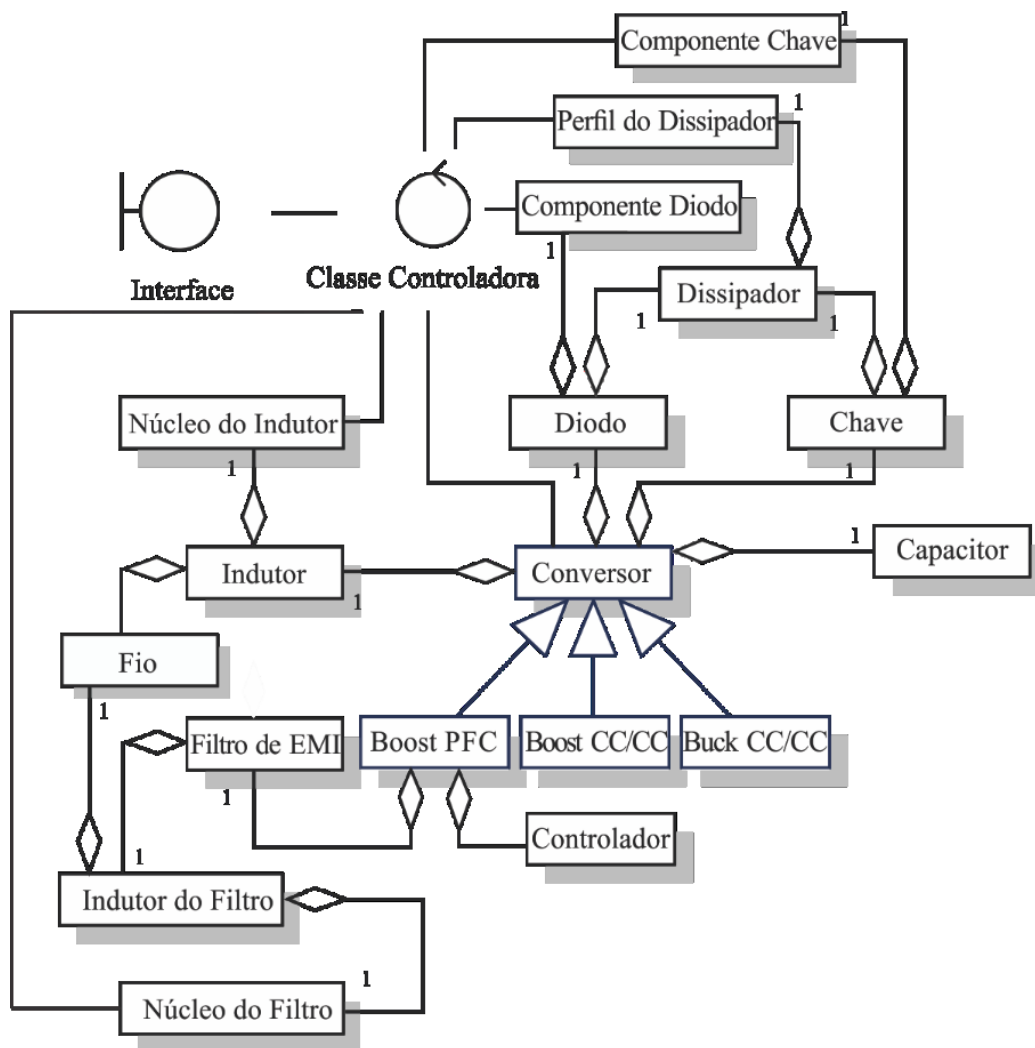 1
Componente Chave
1
Perfil do Dissipador
Componente Diodo
1
Interface
Classe Controladora
Dissipador
1
1
Núcleo do Indutor
Diodo
Chave
1
1
1
1
Capacitor
Indutor
Conversor
1
Fio
1
Filtro de EMI
Boost PFC
Boost CC/CC
Buck CC/CC
1
Controlador
1
Indutor do Filtro
1
Núcleo do Filtro